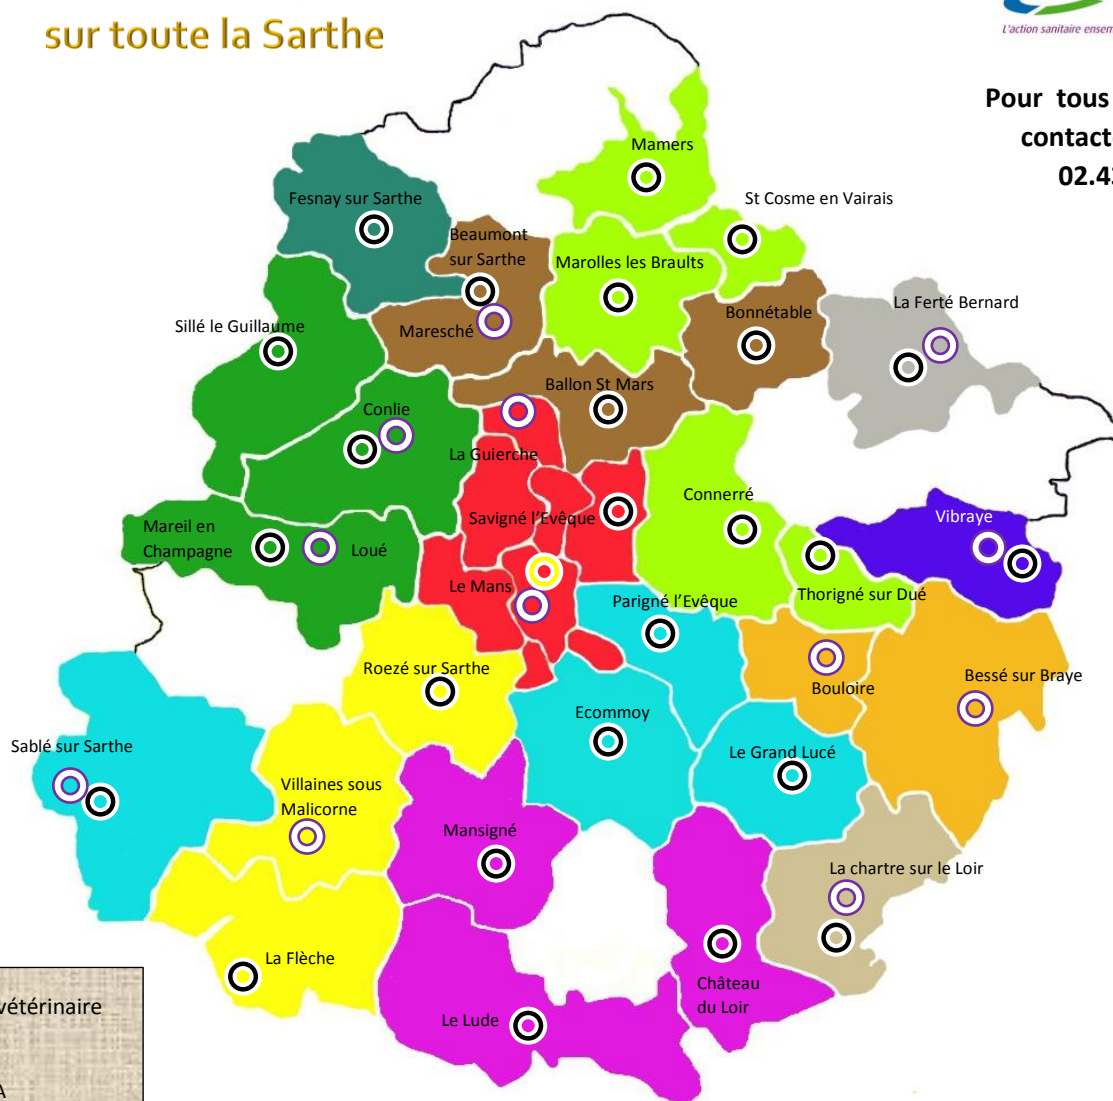 sur toute la Sarthe
L'action sanitaire ensem
Pour tous
contact
02.43
Mamers
Fesnay sur Sarthe
St Cosme en Vairais
Beaumont
sur Sarthe
Marolles les Braults
La Ferté Bernard
Bonnétable
Sillé le Guillaume
Maresché
Ballon St Mars
Conlie
La Guierche
Connerré
Savigné l'Evêque
Vibraye
Mareil en
Champagne
Loué
Le Mans
Thorigné sur Dué
Parigné l'Evêque
Roezé sur Sarthe
Bouloire
Bessé sur Braye
Ecommoy
Sablé sur Sarthe
Le Grand Lucé
Villaines sous
Malicorne
Mansigné
La chartre sur le Loir
La Flèche
Château
du Loir
Le Lude
vétérinaire
A